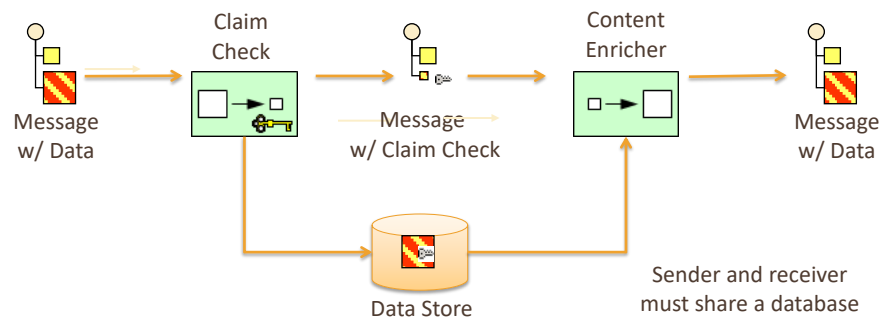 Claim
Check
Content
Enricher
Message
w/ Data
Message
w/ Claim Check
Message
w/ Data
Data Store
Sender and receiver
must share a database